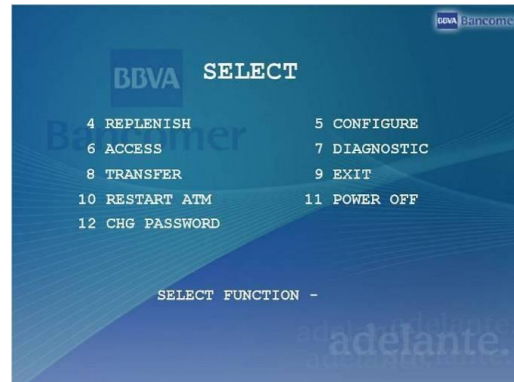 BBVA Bancomer
BBVA
SELECT
Bancomer
4 REPLENISH 5 CONFIGURE
6 ACCESS 7 DIAGNOSTIC
8 TRANSFER 9 EXIT
10 RESTART ATM 11 POWER OFF
12 CHG PASSWORD
SELECT FUNCTION -
adelante.